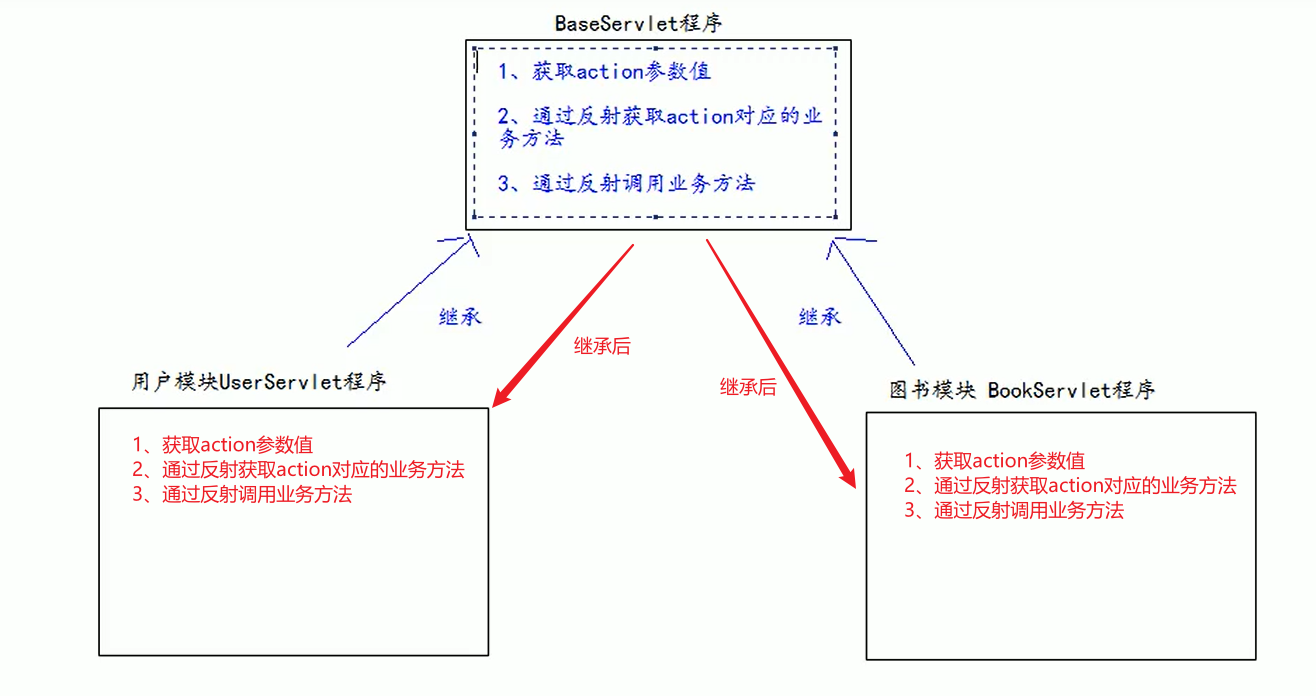 BaseServlet程序
1、获取action参数值
2、通过反射获取action对应的业
务方法
3、通过反射调用业务方法
继承
继承
继承后
继承后
用户模块UserServlet程序
图书模块 BookServlet程序
1、获取action参数值
2、通过反射获取action对应的业务方法
3、通过反射调用业务方法
1、获取action参数值
2、通过反射获取action对应的业务方法
3、通过反射调用业务方法